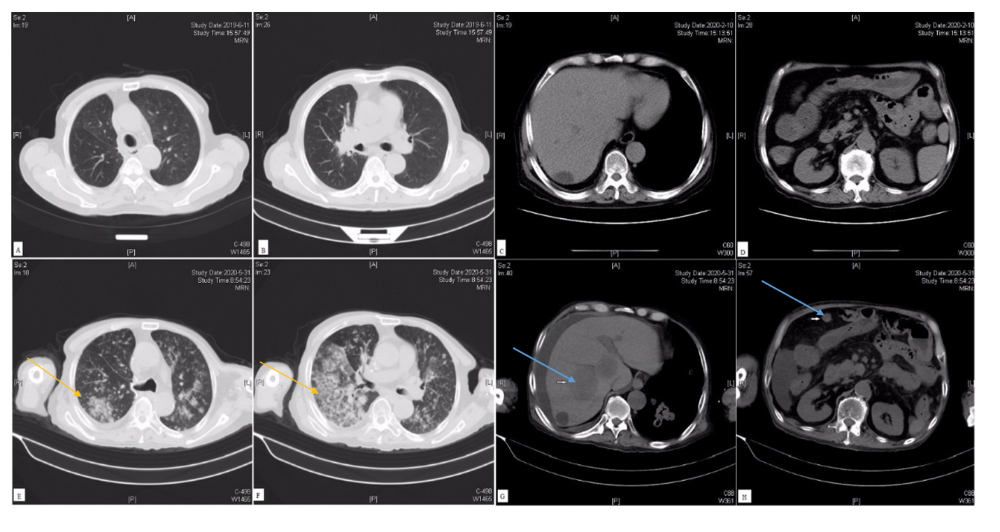 Se:2
Im:19
[A]
Study Date:2019-6-11
Study Time:15:57:49
MRN:
[R]
[L]
A
[P]
C-498
W1465
Se:2
Im:26
[A]
Study Date:2019-6-11
Study Time:15:57:49
MRN:
[R]
[L]
B
[P]
C-498
W1465
Se:2
Im:19
[A]
Study Date:2020-2-10
Study Time:15:13:51
MRN:
[R]
[L]
C
[P]
C60
W300
Se:2
Im:28
[A]
Study Date:2020-2-10
Study Time:15:13:51
MRN:
[R]
[L]
D
[P]
C60
W300
Se:2
Im:18
[A]
Study Date:2020-5-31
Study Time:8:54:23
MRN:
[R]
[L]
E
[P]
C-498
W1465
Se:2
Im:23
[A]
Study Date:2020-5-31
Study Time:8:54:23
MRN:
[R]
[L]
F
[P]
C-498
W1465
Se:2
Im:40
[A]
Study Date:2020-5-31
Study Time:8:54:23
MRN:
[R]
[L]
G
[P]
C88
W361
Se:2
Im:57
[A]
Study Date:2020-5-31
Study Time:8:54:23
MRN:
[R]
[L]
H
[P]
C88
W361